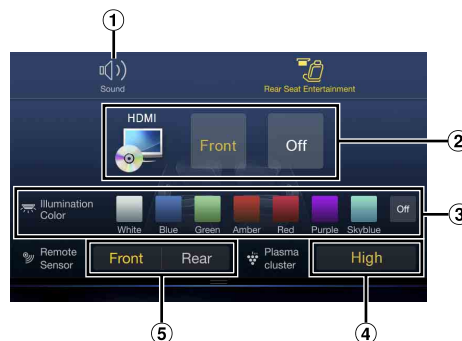 1
Sound
Rear Seat Entertainment
HDMI
Front
Off
2
Illumination
Color
White
Blue
Green
Amber
Red
Purple
Skyblue
Off
3
Remote
Sensor
Front
Rear
Plasma
cluster
High
5
4